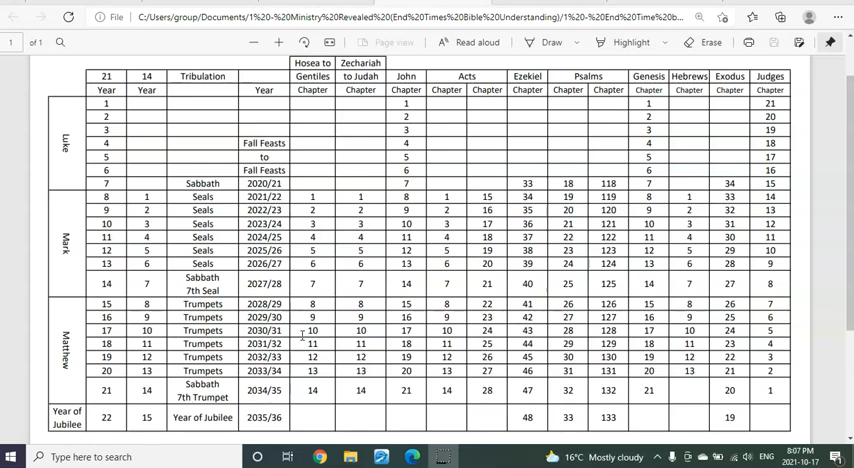 C:/Users/group/Documents/1%20-%20Ministry%20Revealed%20(End%20Times%20Bible%20Understanding)/1%20-%20End%20Time%20b...
File
1 of 1 Page view Read aloud Draw Highlight Erase
Hosea to Zechariah
21 14 Tribulation Gentiles to Judah John Acts Ezekiel Psalms Genesis Hebrews Exodus Judges
Year Year Year Chapter Chapter Chapter Chapter Chapter Chapter Chapter Chapter Chapter Chapter Chapter Chapter
Luke
1 1 1 21
2 2 2 20
3 3 3 19
4 Fall Feasts 4 4 18
5 to 5 5 17
6 Fall Feasts 6 6 16
7 Sabbath 2020/21 7 33 18 118 7 34 15
Mark
8 1 Seals 2021/22 1 1 8 1 15 34 19 119 8 1 33 14
9 2 Seals 2022/23 2 2 9 2 16 35 20 120 9 2 32 13
10 3 Seals 2023/24 3 3 10 3 17 36 21 121 10 3 31 12
11 4 Seals 2024/25 4 4 11 4 18 37 22 122 11 4 30 11
12 5 Seals 2025/26 5 5 12 5 19 38 23 123 12 5 29 10
13 6 Seals 2026/27 6 6 13 6 20 39 24 124 13 6 28 9
14 7 Sabbath 2027/28 7 7 14 7 21 40 25 125 14 7 27 8
7th Seal
Matthew
15 8 Trumpets 2028/29 8 8 15 8 22 41 26 126 15 8 26 7
16 9 Trumpets 2029/30 9 9 16 9 23 42 27 127 16 9 25 6
17 10 Trumpets 2030/31 10 10 17 10 24 43 28 128 17 10 24 5
18 11 Trumpets 2031/32 11 11 18 11 25 44 29 129 18 11 23 4
19 12 Trumpets 2032/33 12 12 19 12 26 45 30 130 19 12 22 3
20 13 Trumpets 2033/34 13 13 20 13 27 46 31 131 20 13 21 2
21 14 Sabbath 2034/35 14 14 21 14 28 47 32 132 21 20 1
7th Trumpet
Year of
Jubilee
22 15 Year of Jubilee 2035/36 48 33 133 19
Type here to search 16°C Mostly cloudy ENG 8:07 PM
2021-10-17